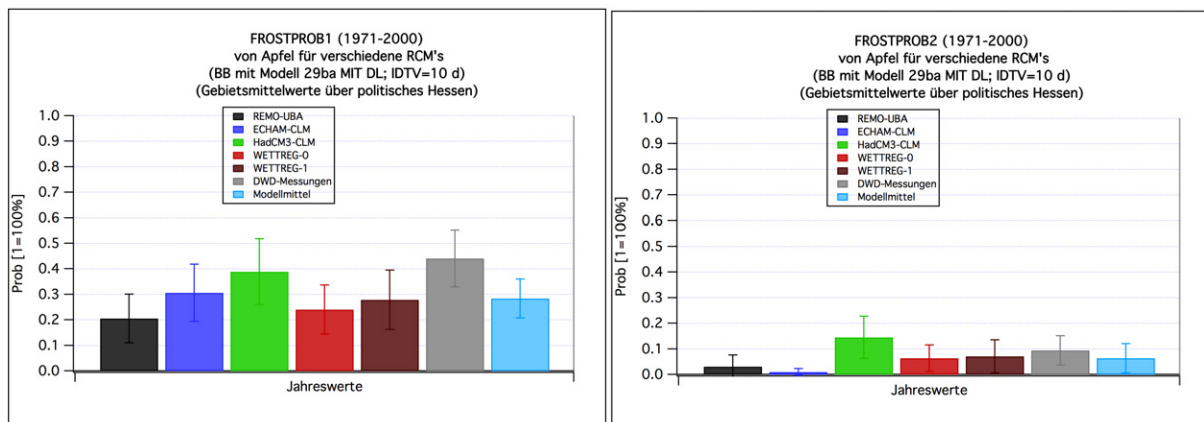 FROSTPROB1 (1971-2000)
von Apfel für verschiedene RCM's
(BB mit Modell 29ba MIT DL; IDTV=10 d)
(Gebietsmittelwerte über politisches Hessen)
1.0
0.9
0.8
0.7
0.6
0.5
0.4
0.3
0.2
0.1
0.0
Prob [1=100%]
REMO-UBA
ECHAM-CLM
HadCM3-CLM
WETTREG-0
WETTREG-1
DWD-Messungen
Modellmittel
Jahreswerte
FROSTPROB2 (1971-2000)
von Apfel für verschiedene RCM's
(BB mit Modell 29ba MIT DL; IDTV=10 d)
(Gebietsmittelwerte über politisches Hessen)
1.0
0.9
0.8
0.7
0.6
0.5
0.4
0.3
0.2
0.1
0.0
Prob [1=100%]
REMO-UBA
ECHAM-CLM
HadCM3-CLM
WETTREG-0
WETTREG-1
DWD-Messungen
Modellmittel
Jahreswerte